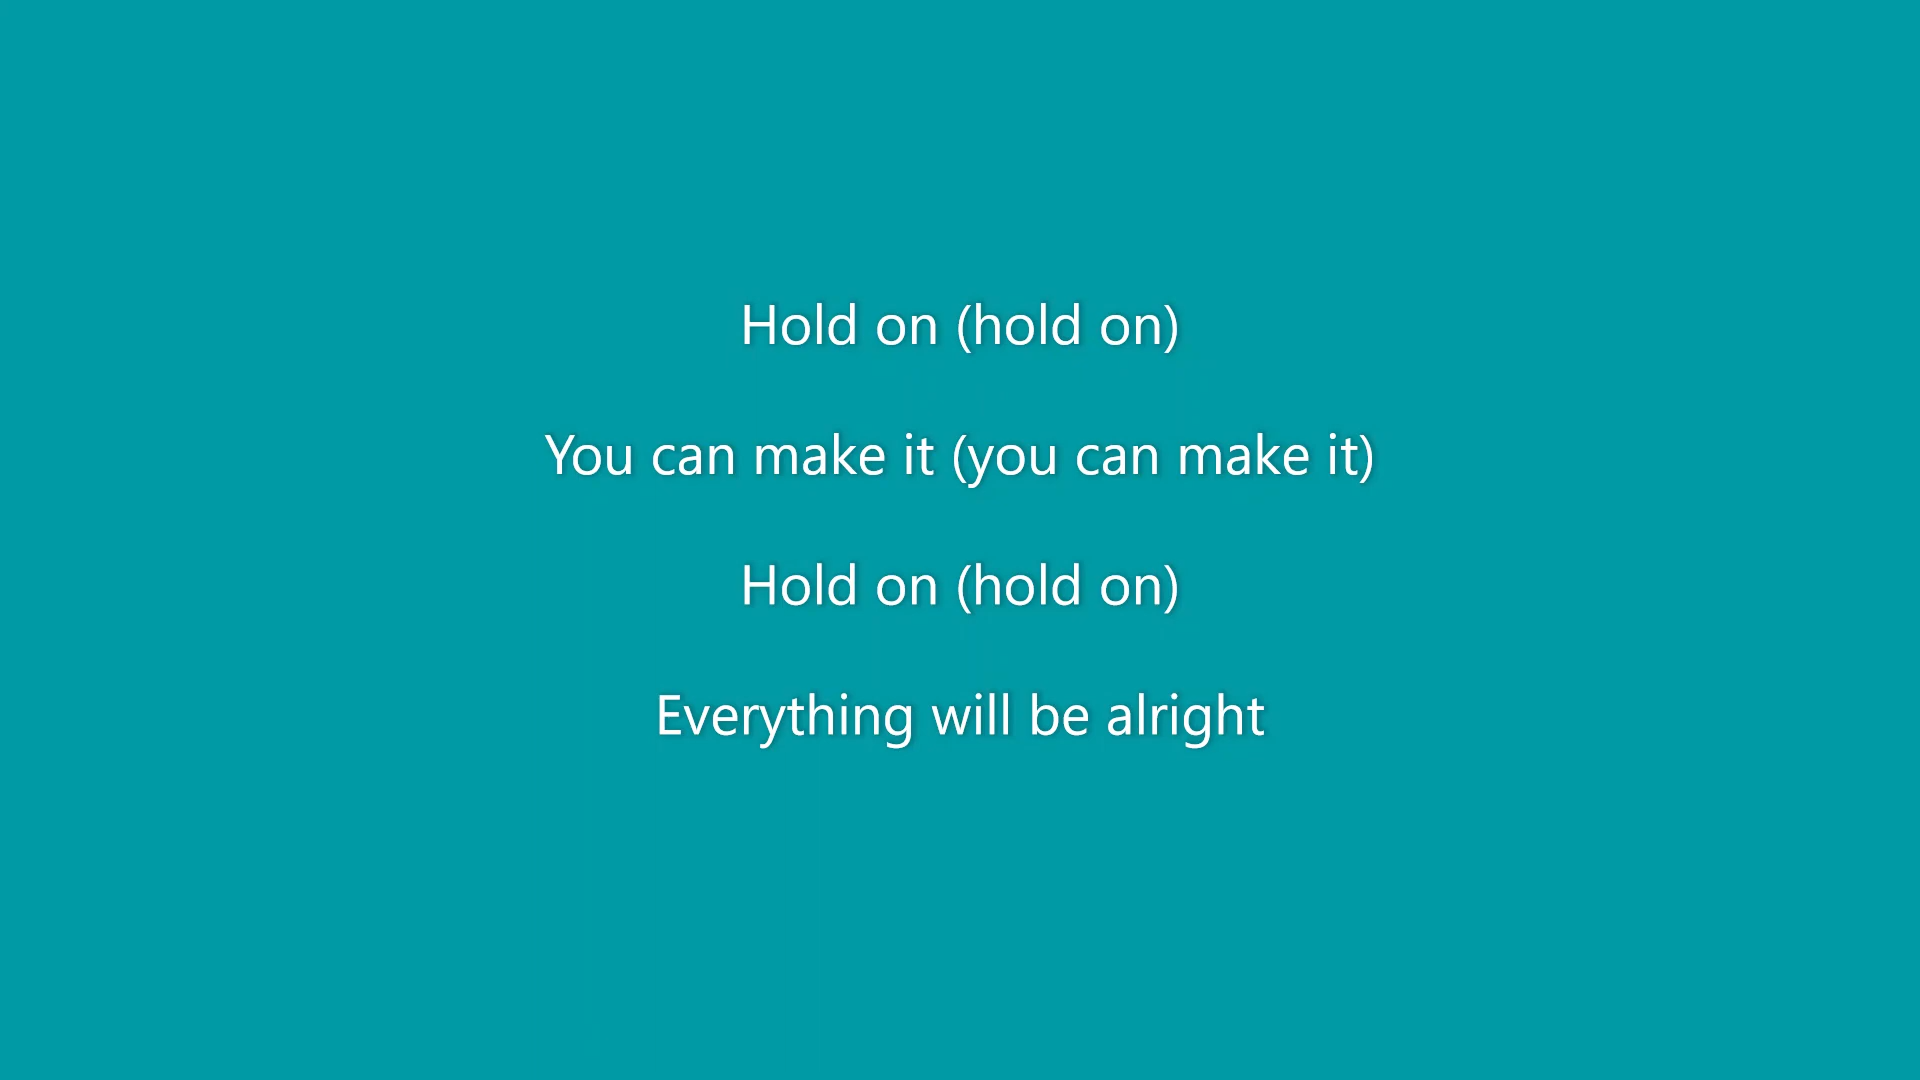 Hold on (hold on)
You can make it (you can make it)
Hold on (hold on)
Everything will be alright